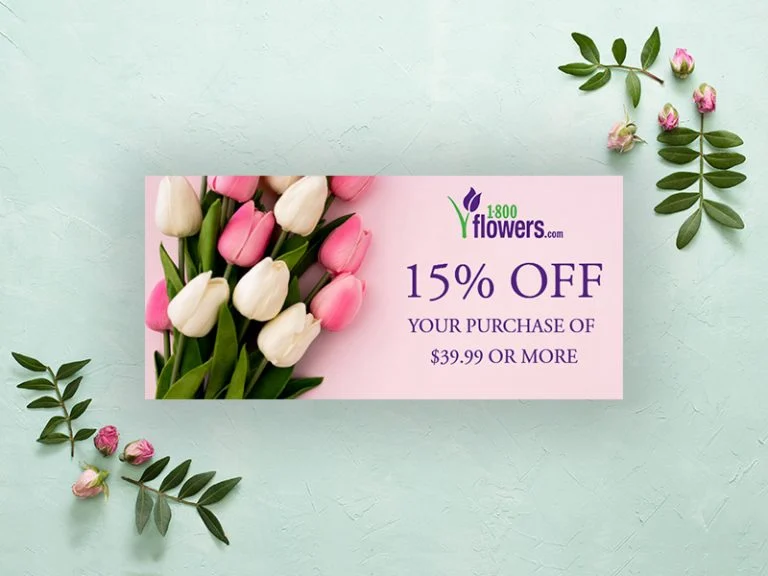 1·800
flowers.com
15% OFF
YOUR PURCHASE OF
$39.99 OR MORE